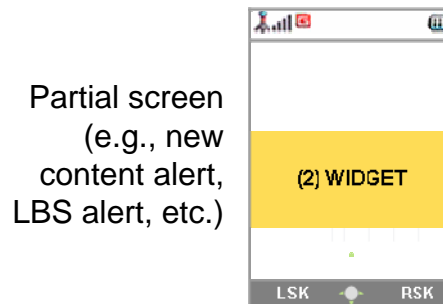 Partial screen
(e.g., new
content alert,
LBS alert, etc.)
(2) WIDGET
LSK
RSK